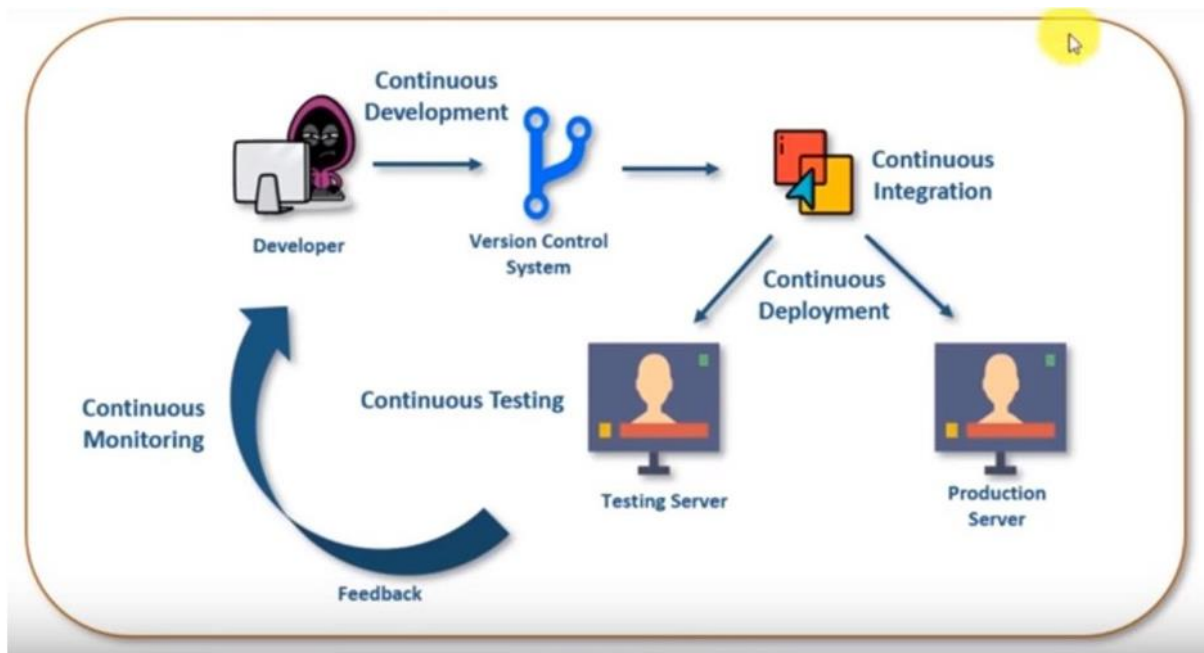 Continuous
Development
Developer
Version Control
System
Continuous
Integration
Continuous
Deployment
Continuous
Monitoring
Continuous Testing
Testing Server
Production
Server
Feedback